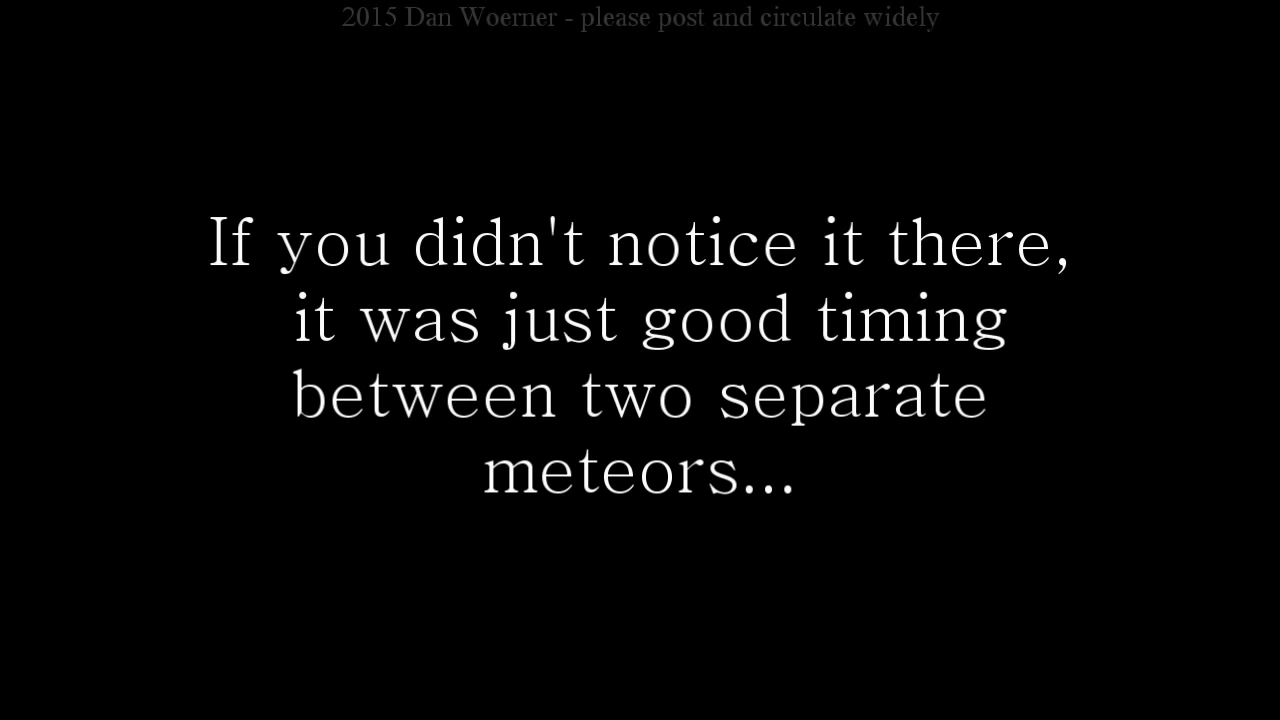 2015 Dan Woerner - please post and circulate widely
If you didn't notice it there,
it was just good timing
between two separate
meteors...